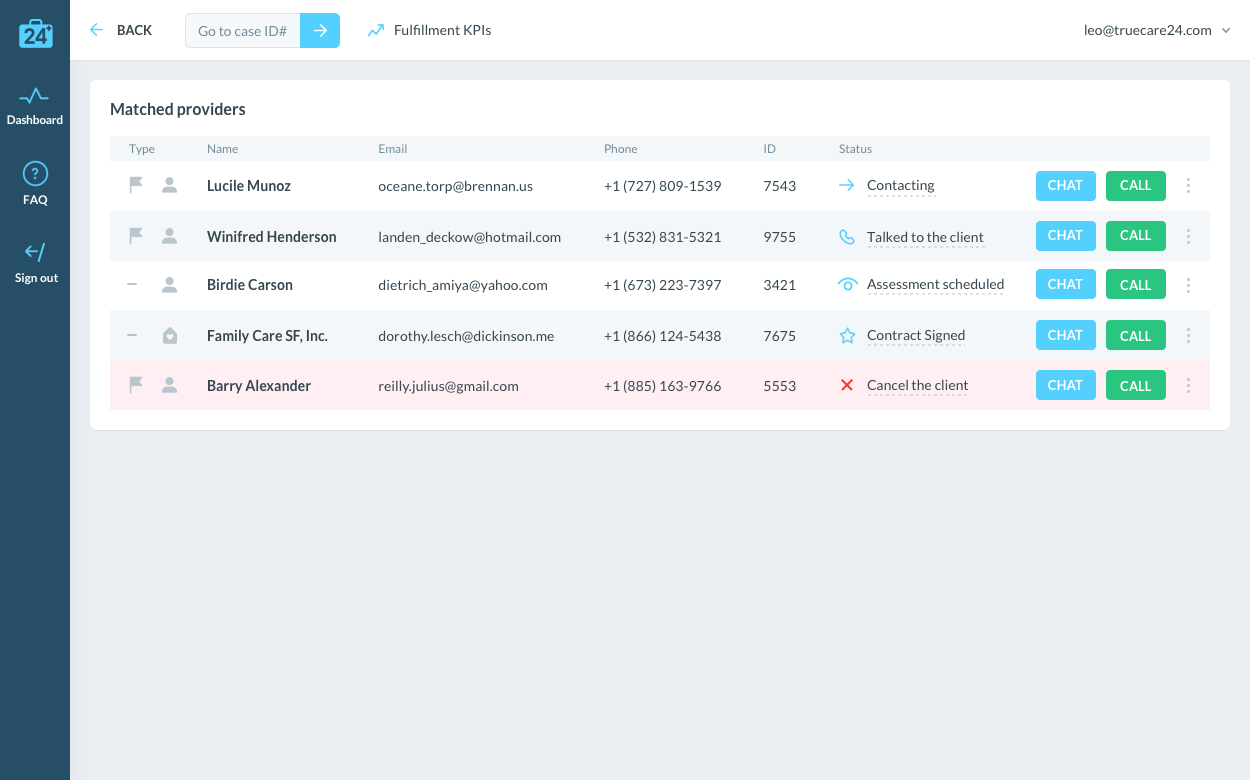 24+
BACK
Go to case ID#
Fulfillment KPIs
leo@truecare24.com
Dashboard
FAQ
Sign out
Matched providers
Type Name Email Phone ID Status
Lucile Munoz oceane.torp@brennan.us +1 (727) 809-1539 7543 Contacting CHAT CALL
Winifred Henderson landen_deckow@hotmail.com +1 (532) 831-5321 9755 Talked to the client CHAT CALL
Birdie Carson dietrich_amiya@yahoo.com +1 (673) 223-7397 3421 Assessment scheduled CHAT CALL
Family Care SF, Inc. dorothy.lesch@dickinson.me +1 (866) 124-5438 7675 Contract Signed CHAT CALL
Barry Alexander reilly.julius@gmail.com +1 (885) 163-9766 5553 Cancel the client CHAT CALL